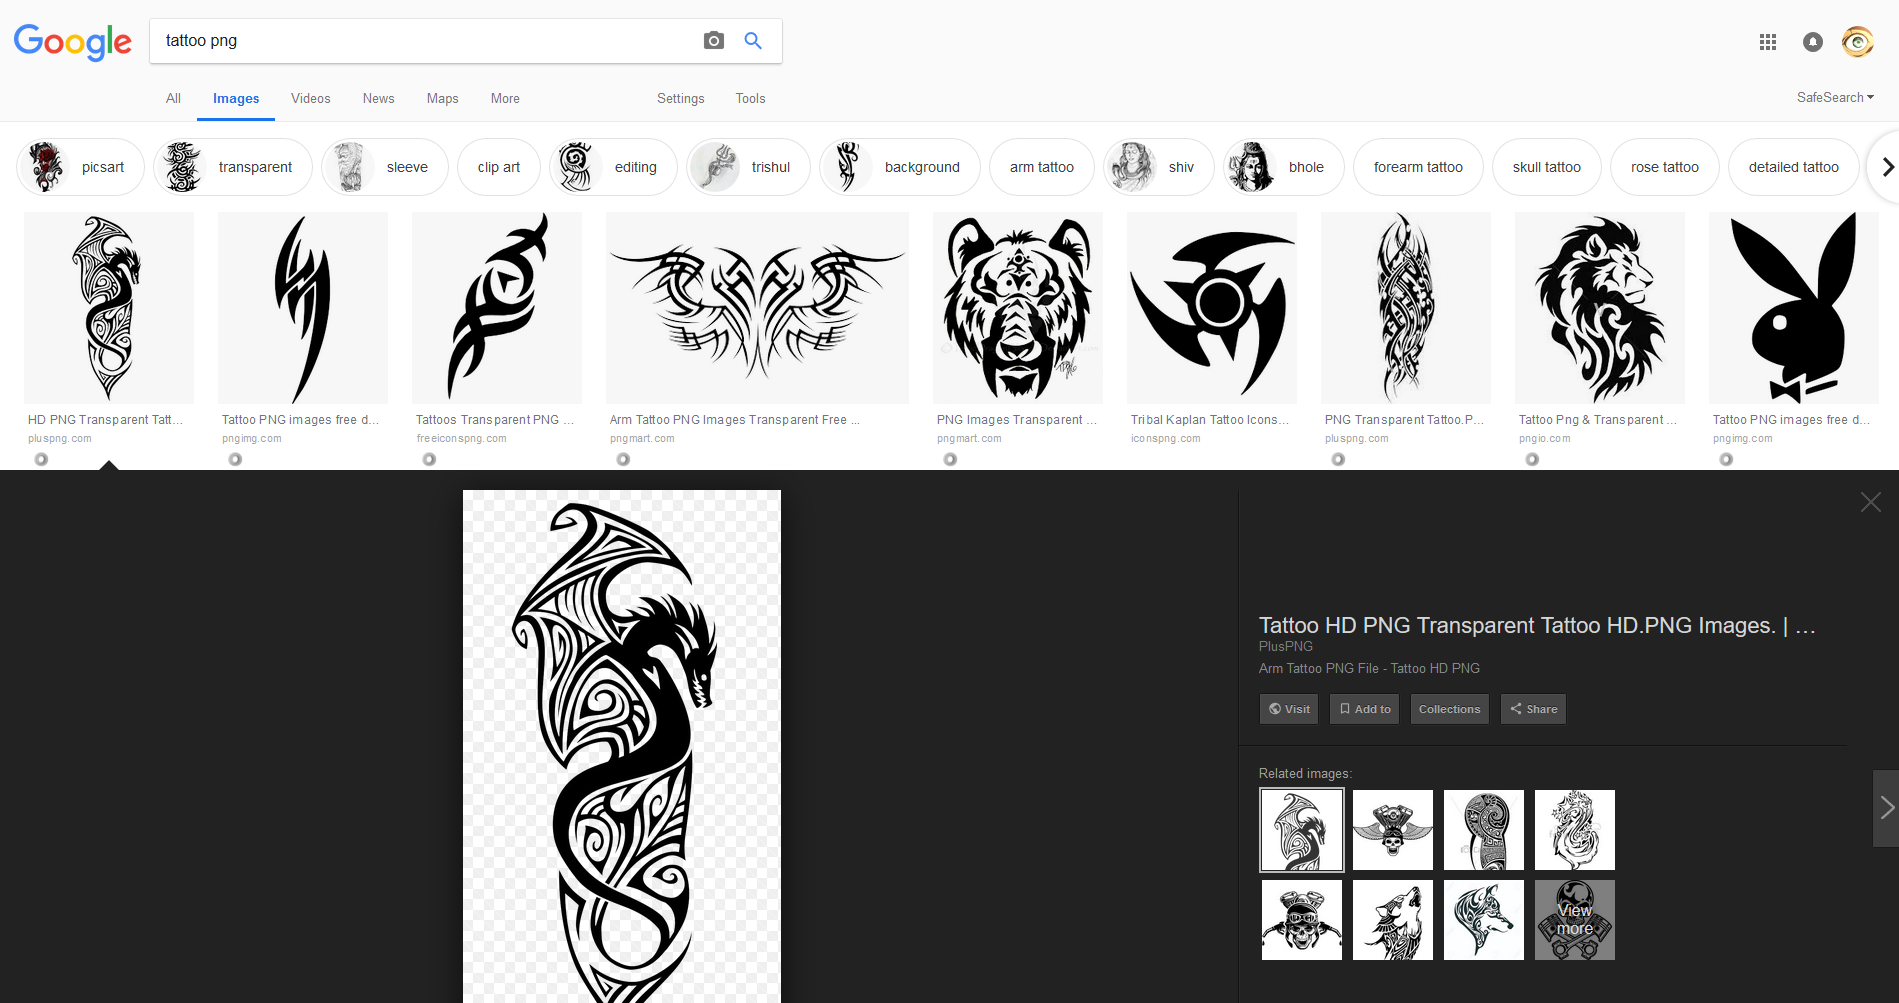 Google
tattoo png
All Images Videos News Maps More Settings Tools SafeSearch
picsart transparent sleeve clip art editing trishul background arm tattoo shiv bhole forearm tattoo skull tattoo rose tattoo detailed tattoo
HD PNG Transparent Tatt...
pluspng.com
Tattoo PNG images free d...
pngimg.com
Tattoos Transparent PNG ...
freeiconspng.com
Arm Tattoo PNG Images Transparent Free ...
pngmart.com
PNG Images Transparent ...
pngmart.com
Tribal Kaplan Tattoo Icons...
iconspng.com
PNG Transparent Tattoo.P...
pluspng.com
Tattoo Png & Transparent ...
pngio.com
Tattoo PNG images free d...
pngimg.com
Tattoo HD PNG Transparent Tattoo HD.PNG Images. | ...
PlusPNG
Arm Tattoo PNG File - Tattoo HD PNG
Visit Add to Collections Share
Related images:
View
more